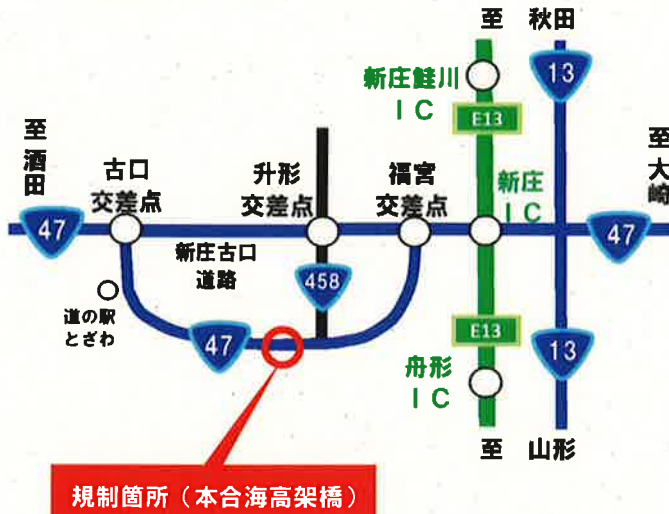 至 秋田
13
新庄鮭川
IC
E13
至酒田
古口
交差点
升形
交差点
福宮
交差点
新庄
IC
至大崎
47
47
新庄古口
道路
458
道の駅
とざわ
47
E13
13
舟形
IC
至 山形
規制箇所（本合海高架橋）